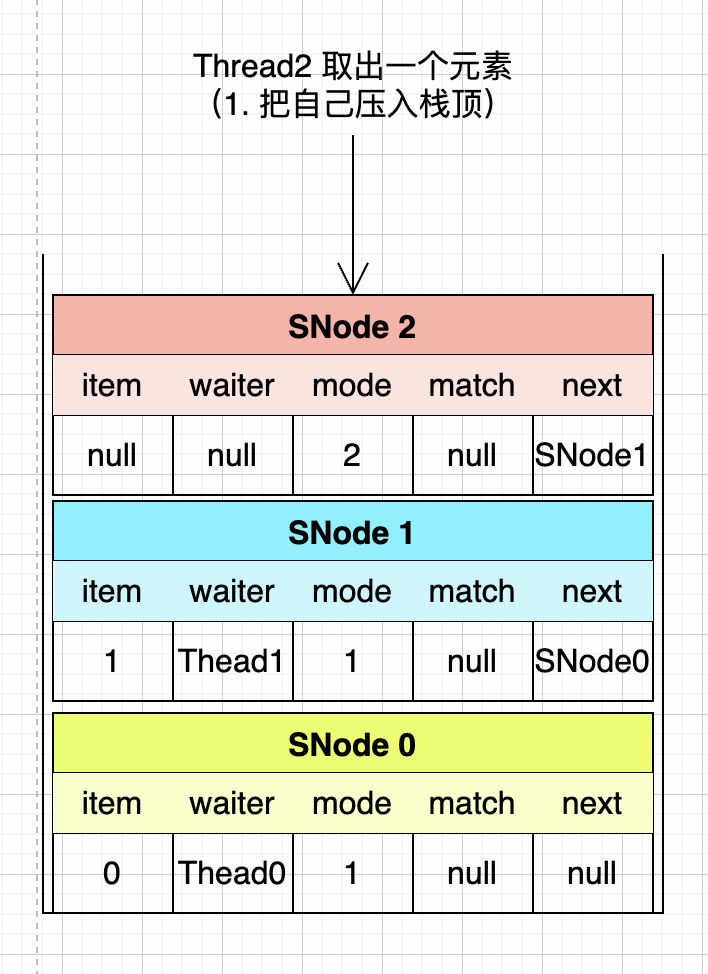 Thread2 取出一个元素
（1. 把自己压入栈顶）
SNode 2
item waiter mode match next
null null 2 null SNode1
SNode 1
item waiter mode match next
1 Thead1 1 null SNode0
SNode 0
item waiter mode match next
0 Thead0 1 null null